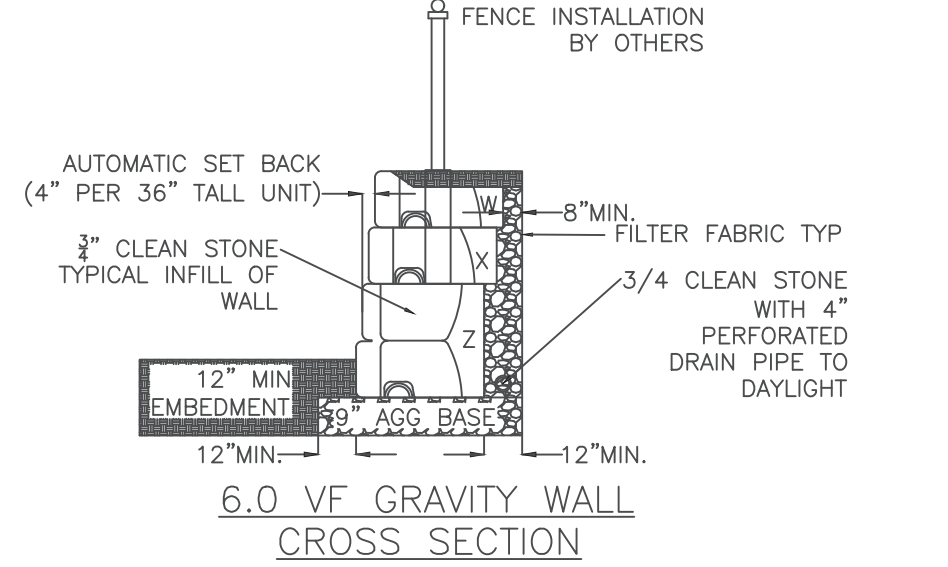 FENCE INSTALLATION
BY OTHERS
AUTOMATIC SET BACK
(4” PER 36” TALL UNIT)
W
8”MIN.
FILTER FABRIC TYP
3/4” CLEAN STONE
TYPICAL INFILL OF
WALL
X
3/4 CLEAN STONE
WITH 4”
PERFORATED
DRAIN PIPE TO
DAYLIGHT
Z
12” MIN
EMBEDMENT
9” AGG BASE
12”MIN.
12”MIN.
6.0 VF GRAVITY WALL
CROSS SECTION